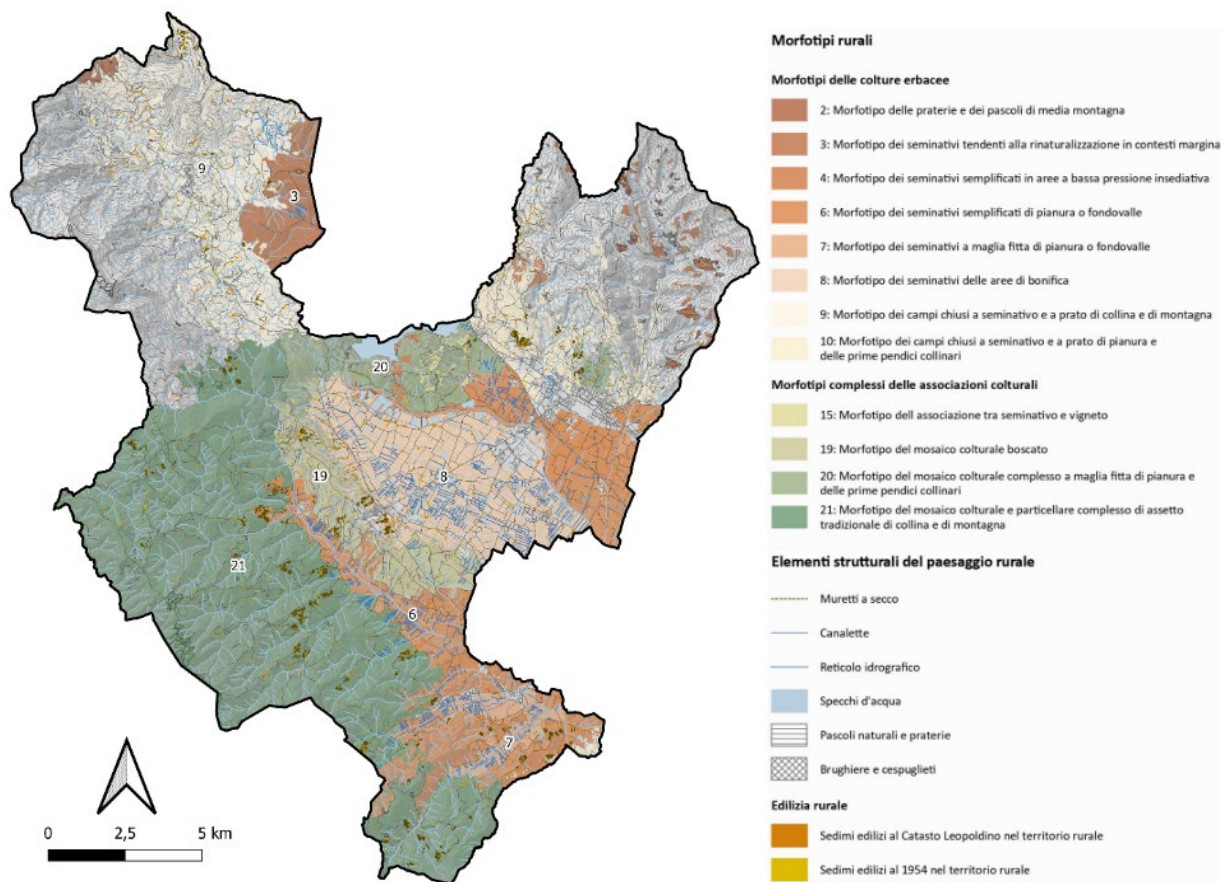 Morfotipi rurali
Morfotipi delle colture erbacee
2: Morfotipo delle praterie e dei pascoli di media montagna
3: Morfotipo dei seminativi tendenti alla rinaturalizzazione in contesti margina
4: Morfotipo dei seminativi semplificati in aree a bassa pressione insediativa
6: Morfotipo dei seminativi semplificati di pianura o fondovalle
7: Morfotipo dei seminativi a maglia fitta di pianura o fondovalle
8: Morfotipo dei seminativi delle aree di bonifica
9: Morfotipo dei campi chiusi a seminativo e a prato di collina e di montagna
10: Morfotipo dei campi chiusi a seminativo e a prato di pianura e
delle prime pendici collinari
Morfotipi complessi delle associazioni colturali
15: Morfotipo dell associazione tra seminativo e vigneto
19: Morfotipo del mosaico colturale boscato
20: Morfotipo del mosaico colturale complesso a maglia fitta di pianura e
delle prime pendici collinari
21: Morfotipo del mosaico colturale e particellare complesso di assetto
tradizionale di collina e di montagna
Elementi strutturali del paesaggio rurale
Muretti a secco
Canalette
Reticolo idrografico
Specchi d'acqua
Pascoli naturali e praterie
Brughiere e cespuglieti
Edilizia rurale
Sedimi edilizi al Catasto Leopoldino nel territorio rurale
Sedimi edilizi al 1954 nel territorio rurale
9
3
20
19
8
21
6
7
0 2,5 5 km